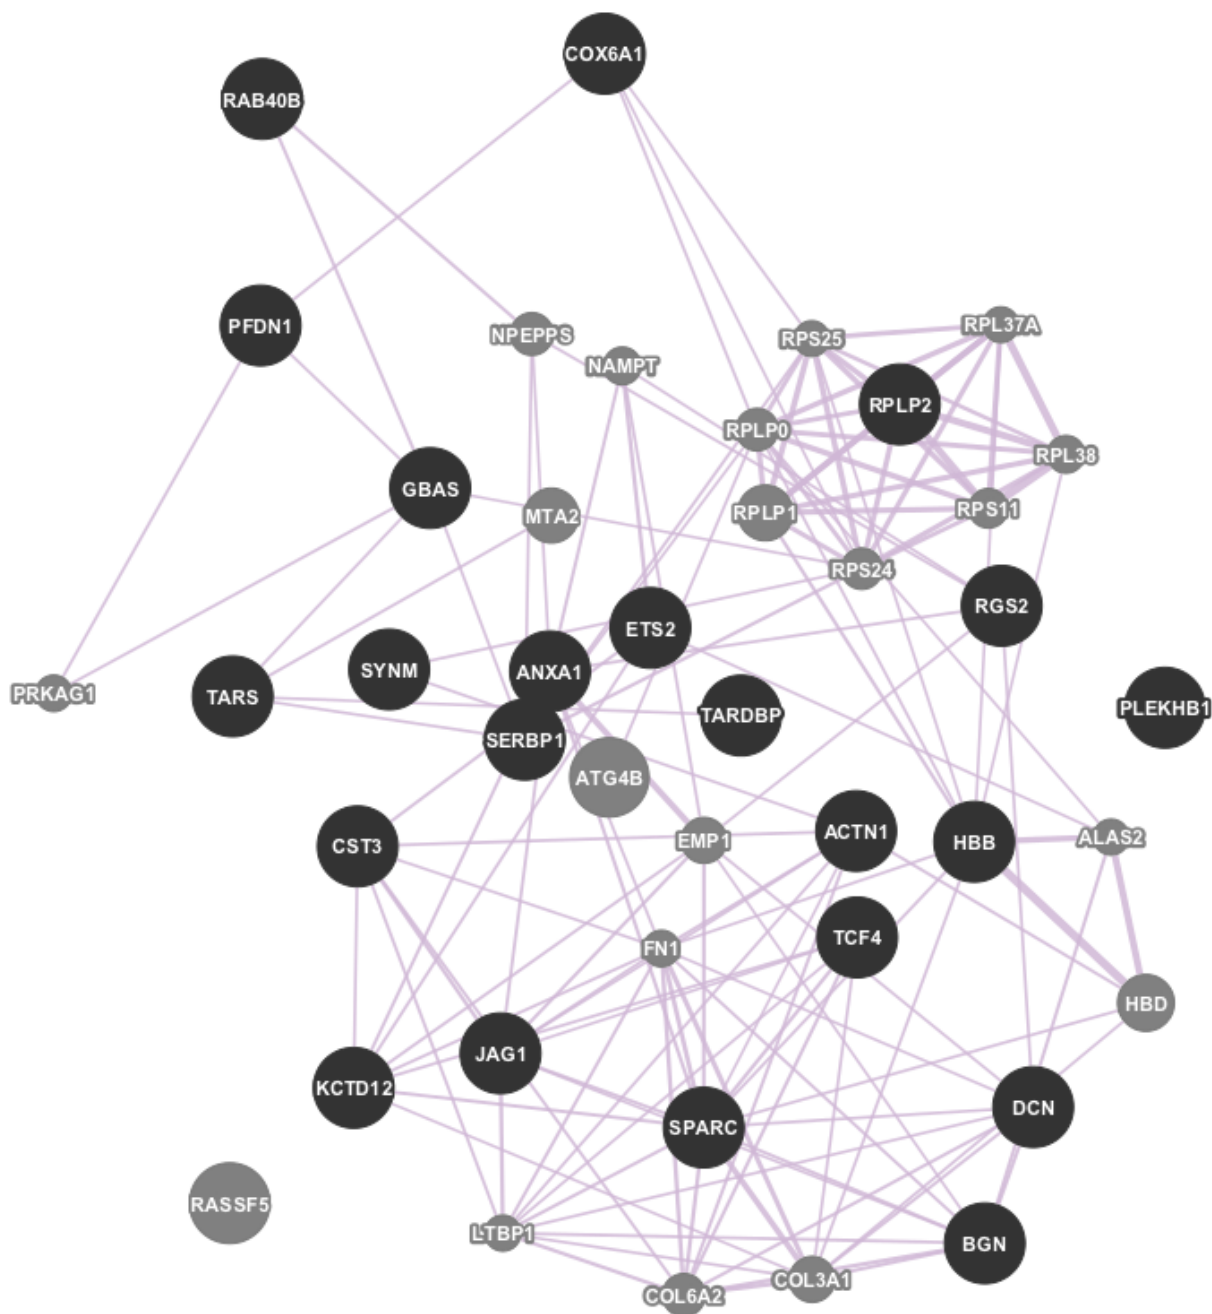 COX6A1
RAB40B
PFDN1
NPEPPS
RPS25
RPL37A
NAMPT
RPLP2
RPLP0
RPL38
GBAS
MTA2
RPLP1
RPS11
RPS24
RGS2
ETS2
SYNM
ANXA1
PRKAG1
TARS
TARDBP
PLEKHB1
SERBP1
ATG4B
CST3
EMP1
ACTN1
HBB
ALAS2
FN1
TCF4
HBD
JAG1
KCTD12
SPARC
DCN
RASSF5
LTBP1
BGN
COL6A2
COL3A1